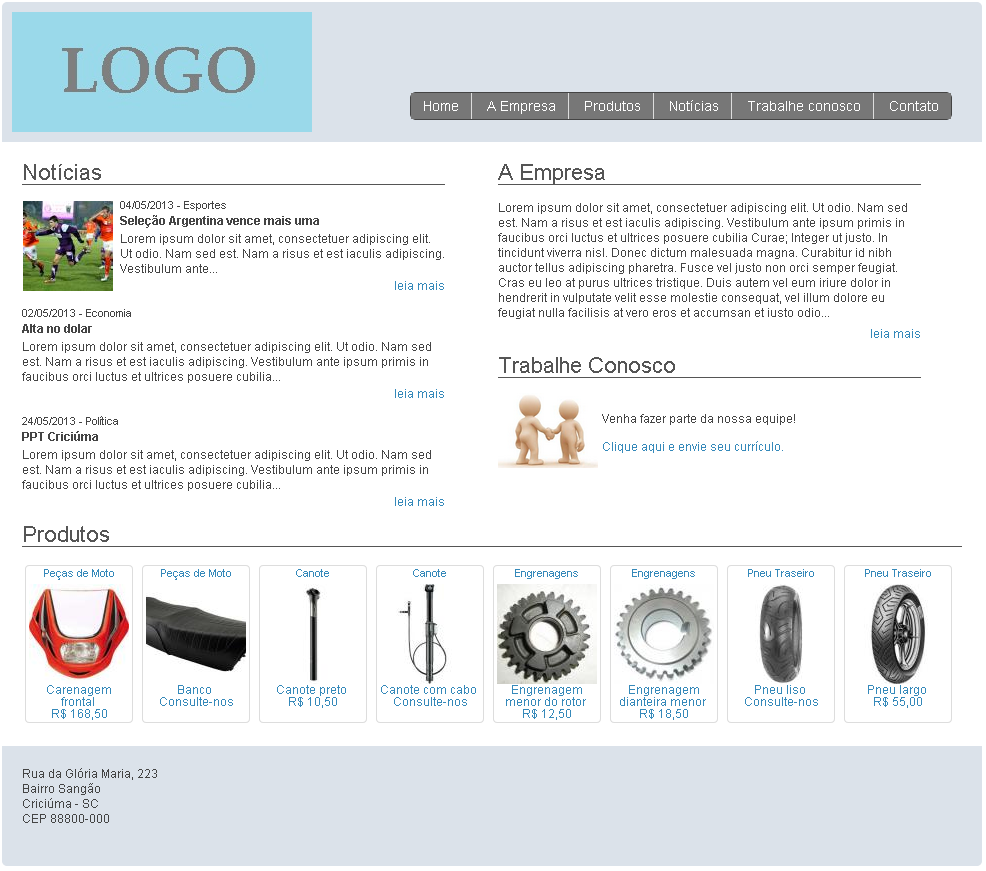 LOGO
Home
A Empresa
Produtos
Notícias
Trabalhe conosco
Contato
Notícias
04/05/2013 - Esportes
Seleção Argentina vence mais uma
Lorem ipsum dolor sit amet, consectetuer adipiscing elit.
Ut odio. Nam sed est. Nam a risus et est iaculis adipiscing.
Vestibulum ante...
leia mais
02/05/2013 - Economia
Alta no dolar
Lorem ipsum dolor sit amet, consectetuer adipiscing elit. Ut odio. Nam sed
est. Nam a risus et est iaculis adipiscing. Vestibulum ante ipsum primis in
faucibus orci luctus et ultrices posuere cubilia...
leia mais
24/05/2013 - Política
PPT Criciúma
Lorem ipsum dolor sit amet, consectetuer adipiscing elit. Ut odio. Nam sed
est. Nam a risus et est iaculis adipiscing. Vestibulum ante ipsum primis in
faucibus orci luctus et ultrices posuere cubilia...
leia mais
A Empresa
Lorem ipsum dolor sit amet, consectetuer adipiscing elit. Ut odio. Nam sed
est. Nam a risus et est iaculis adipiscing. Vestibulum ante ipsum primis in
faucibus orci luctus et ultrices posuere cubilia Curae; Integer ut justo. In
tincidunt viverra nisl. Donec dictum malesuada magna. Curabitur id nibh
auctor tellus adipiscing pharetra. Fusce vel justo non orci semper feugiat.
Cras eu leo at purus ultrices tristique. Duis autem vel eum iriure dolor in
hendrerit in vulputate velit esse molestie consequat, vel illum dolore eu
feugiat nulla facilisis at vero eros et accumsan et iusto odio...
leia mais
Trabalhe Conosco
Venha fazer parte da nossa equipe!
Clique aqui e envie seu currículo.
Produtos
Peças de Moto
Carenagem
frontal
R$ 168,50
Peças de Moto
Banco
Consulte-nos
Canote
Canote preto
R$ 10,50
Canote
Canote com cabo
Consulte-nos
Engrenagens
Engrenagem
menor do rotor
R$ 12,50
Engrenagens
Engrenagem
dianteira menor
R$ 18,50
Pneu Traseiro
Pneu liso
Consulte-nos
Pneu Traseiro
Pneu largo
R$ 55,00
Rua da Glória Maria, 223
Bairro Sangão
Criciúma - SC
CEP 88800-000